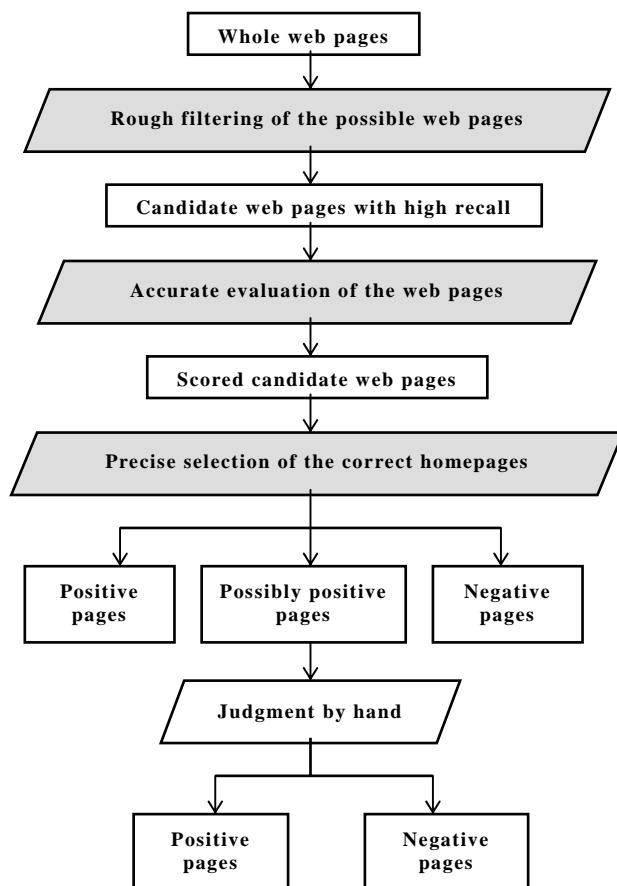 Whole web pages
Rough filtering of the possible web pages
Candidate web pages with high recall
Accurate evaluation of the web pages
Scored candidate web pages
Precise selection of the correct homepages
Positive
pages
Possibly positive
pages
Negative
pages
Judgment by hand
Positive
pages
Negative
pages